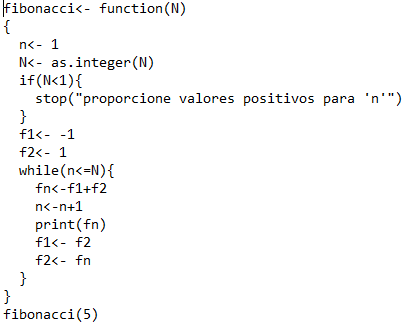 fibonacci<- function(N)
{
  n<- 1
  N<- as.integer(N)
  if(N<1){
    stop("proporcione valores positivos para 'n'")
  }
  f1<- -1
  f2<- 1
  while(n<=N){
    fn<-f1+f2
    n<-n+1
    print(fn)
    f1<- f2
    f2<- fn
  }
}
fibonacci(5)